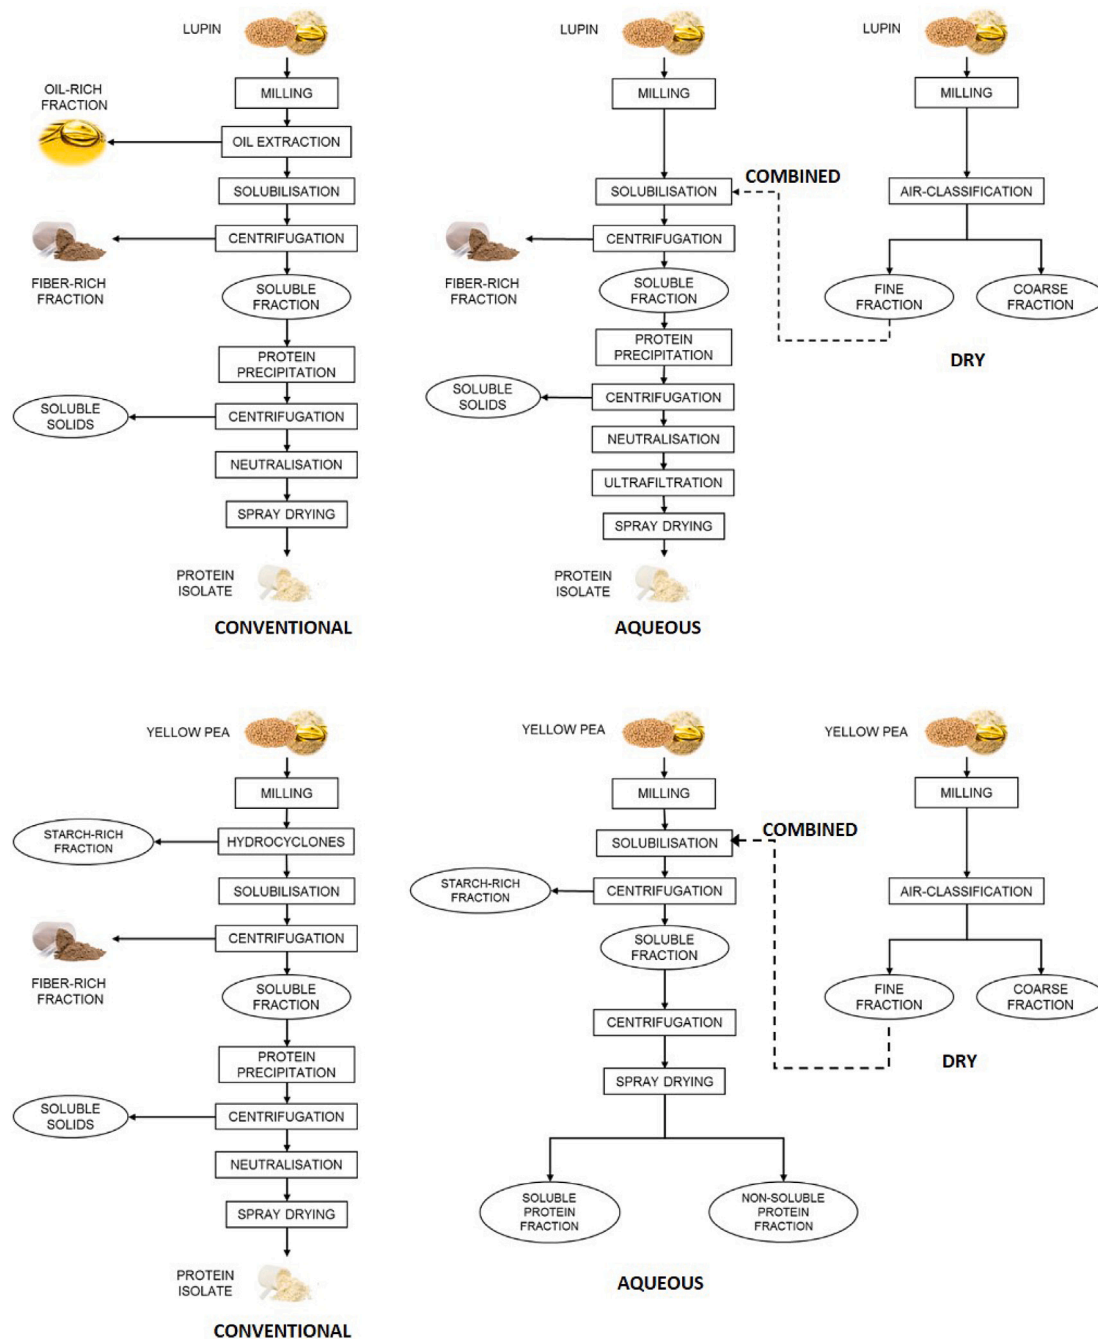 LUPIN
MILLING
OIL-RICH
FRACTION
OIL EXTRACTION
SOLUBILISATION
CENTRIFUGATION
FIBER-RICH
FRACTION
SOLUBLE
FRACTION
PROTEIN
PRECIPITATION
SOLUBLE
SOLIDS
CENTRIFUGATION
NEUTRALISATION
SPRAY DRYING
PROTEIN
ISOLATE
CONVENTIONAL
LUPIN
MILLING
SOLUBILISATION
COMBINED
CENTRIFUGATION
FIBER-RICH
FRACTION
SOLUBLE
FRACTION
PROTEIN
PRECIPITATION
SOLUBLE
SOLIDS
CENTRIFUGATION
NEUTRALISATION
ULTRAFILTRATION
SPRAY DRYING
PROTEIN
ISOLATE
AQUEOUS
LUPIN
MILLING
AIR-CLASSIFICATION
FINE
FRACTION
COARSE
FRACTION
DRY
YELLOW PEA
MILLING
STARCH-RICH
FRACTION
HYDROCYCLONES
SOLUBILISATION
CENTRIFUGATION
FIBER-RICH
FRACTION
SOLUBLE
FRACTION
PROTEIN
PRECIPITATION
SOLUBLE
SOLIDS
CENTRIFUGATION
NEUTRALISATION
SPRAY DRYING
PROTEIN
ISOLATE
CONVENTIONAL
YELLOW PEA
MILLING
SOLUBILISATION
COMBINED
STARCH-RICH
FRACTION
CENTRIFUGATION
SOLUBLE
FRACTION
CENTRIFUGATION
SPRAY DRYING
SOLUBLE
PROTEIN
FRACTION
NON-SOLUBLE
PROTEIN
FRACTION
AQUEOUS
YELLOW PEA
MILLING
AIR-CLASSIFICATION
FINE
FRACTION
COARSE
FRACTION
DRY